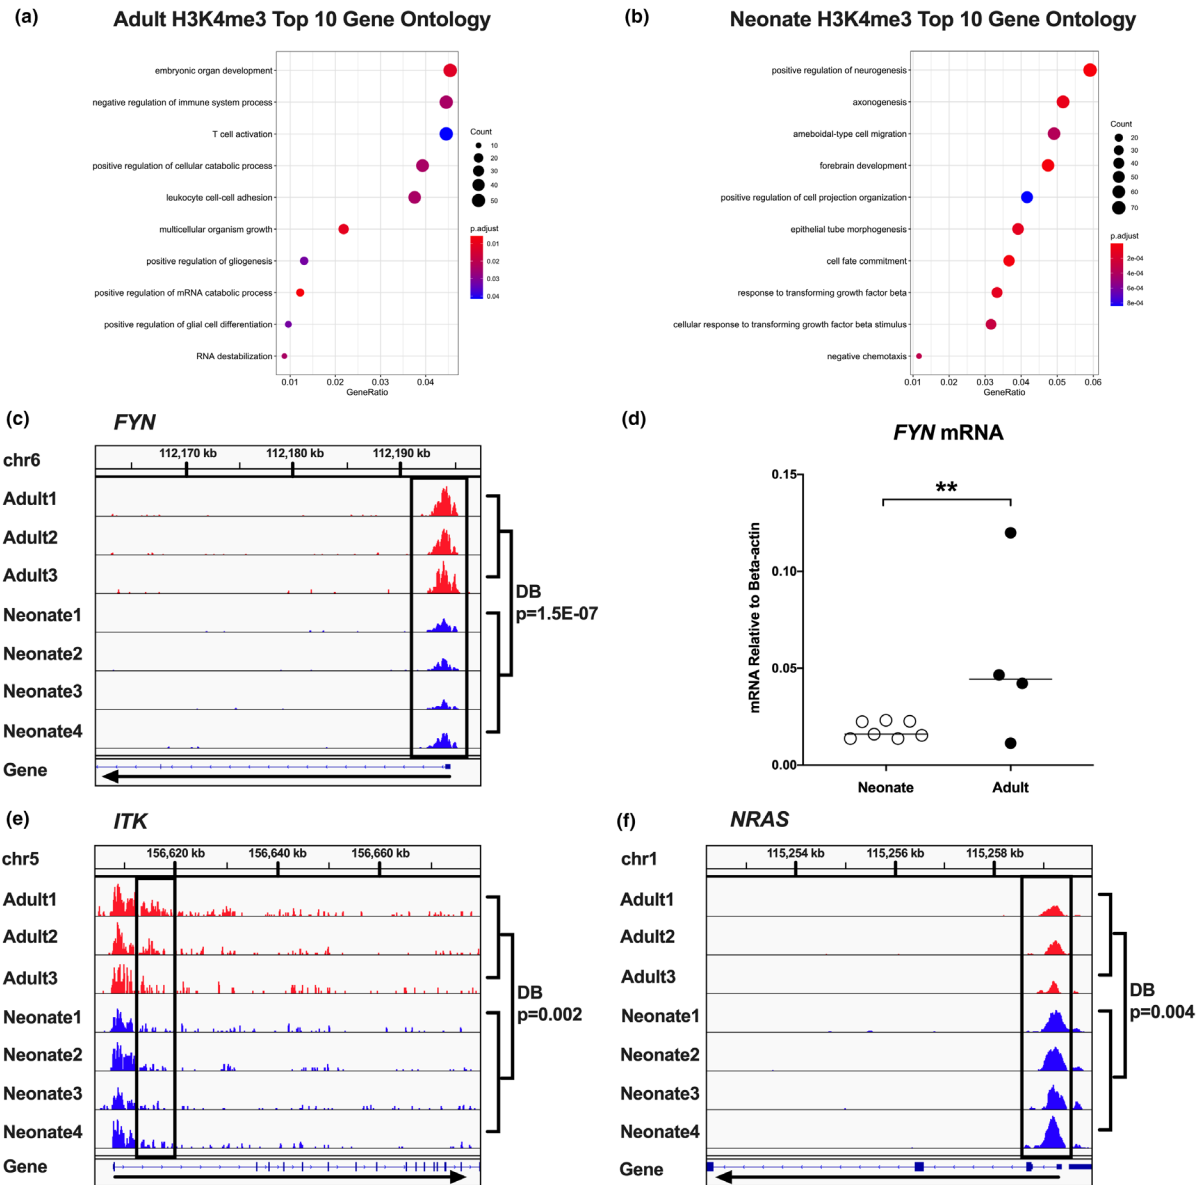 (a)
Adult H3K4me3 Top 10 Gene Ontology
embryonic organ development
negative regulation of immune system process
T cell activation
positive regulation of cellular catabolic process
leukocyte cell-cell adhesion
multicellular organism growth
positive regulation of gliogenesis
positive regulation of mRNA catabolic process
positive regulation of glial cell differentiation
RNA destabilization
0.01 0.02 0.03 0.04
GeneRatio
Count
10
20
30
40
50
p.adjust
0.01
0.02
0.03
0.04
(b)
Neonate H3K4me3 Top 10 Gene Ontology
positive regulation of neurogenesis
axonogenesis
ameboidal-type cell migration
forebrain development
positive regulation of cell projection organization
epithelial tube morphogenesis
cell fate commitment
response to transforming growth factor beta
cellular response to transforming growth factor beta stimulus
negative chemotaxis
0.01 0.02 0.03 0.04 0.05 0.06
GeneRatio
Count
20
30
40
50
60
70
p.adjust
2e-04
4e-04
6e-04
8e-04
(c)
FYN
chr6
112,170 kb 112,180 kb 112,190 kb
Adult1
Adult2
Adult3
Neonate1
Neonate2
Neonate3
Neonate4
Gene
DB
p=1.5E-07
(d)
FYN mRNA
mRNA Relative to Beta-actin
0.15
0.10
0.05
0.00
**
Neonate Adult
(e)
ITK
chr5
156,620 kb 156,640 kb 156,660 kb
Adult1
Adult2
Adult3
Neonate1
Neonate2
Neonate3
Neonate4
Gene
DB
p=0.002
(f)
NRAS
chr1
115,254 kb 115,256 kb 115,258 kb
Adult1
Adult2
Adult3
Neonate1
Neonate2
Neonate3
Neonate4
Gene
DB
p=0.004